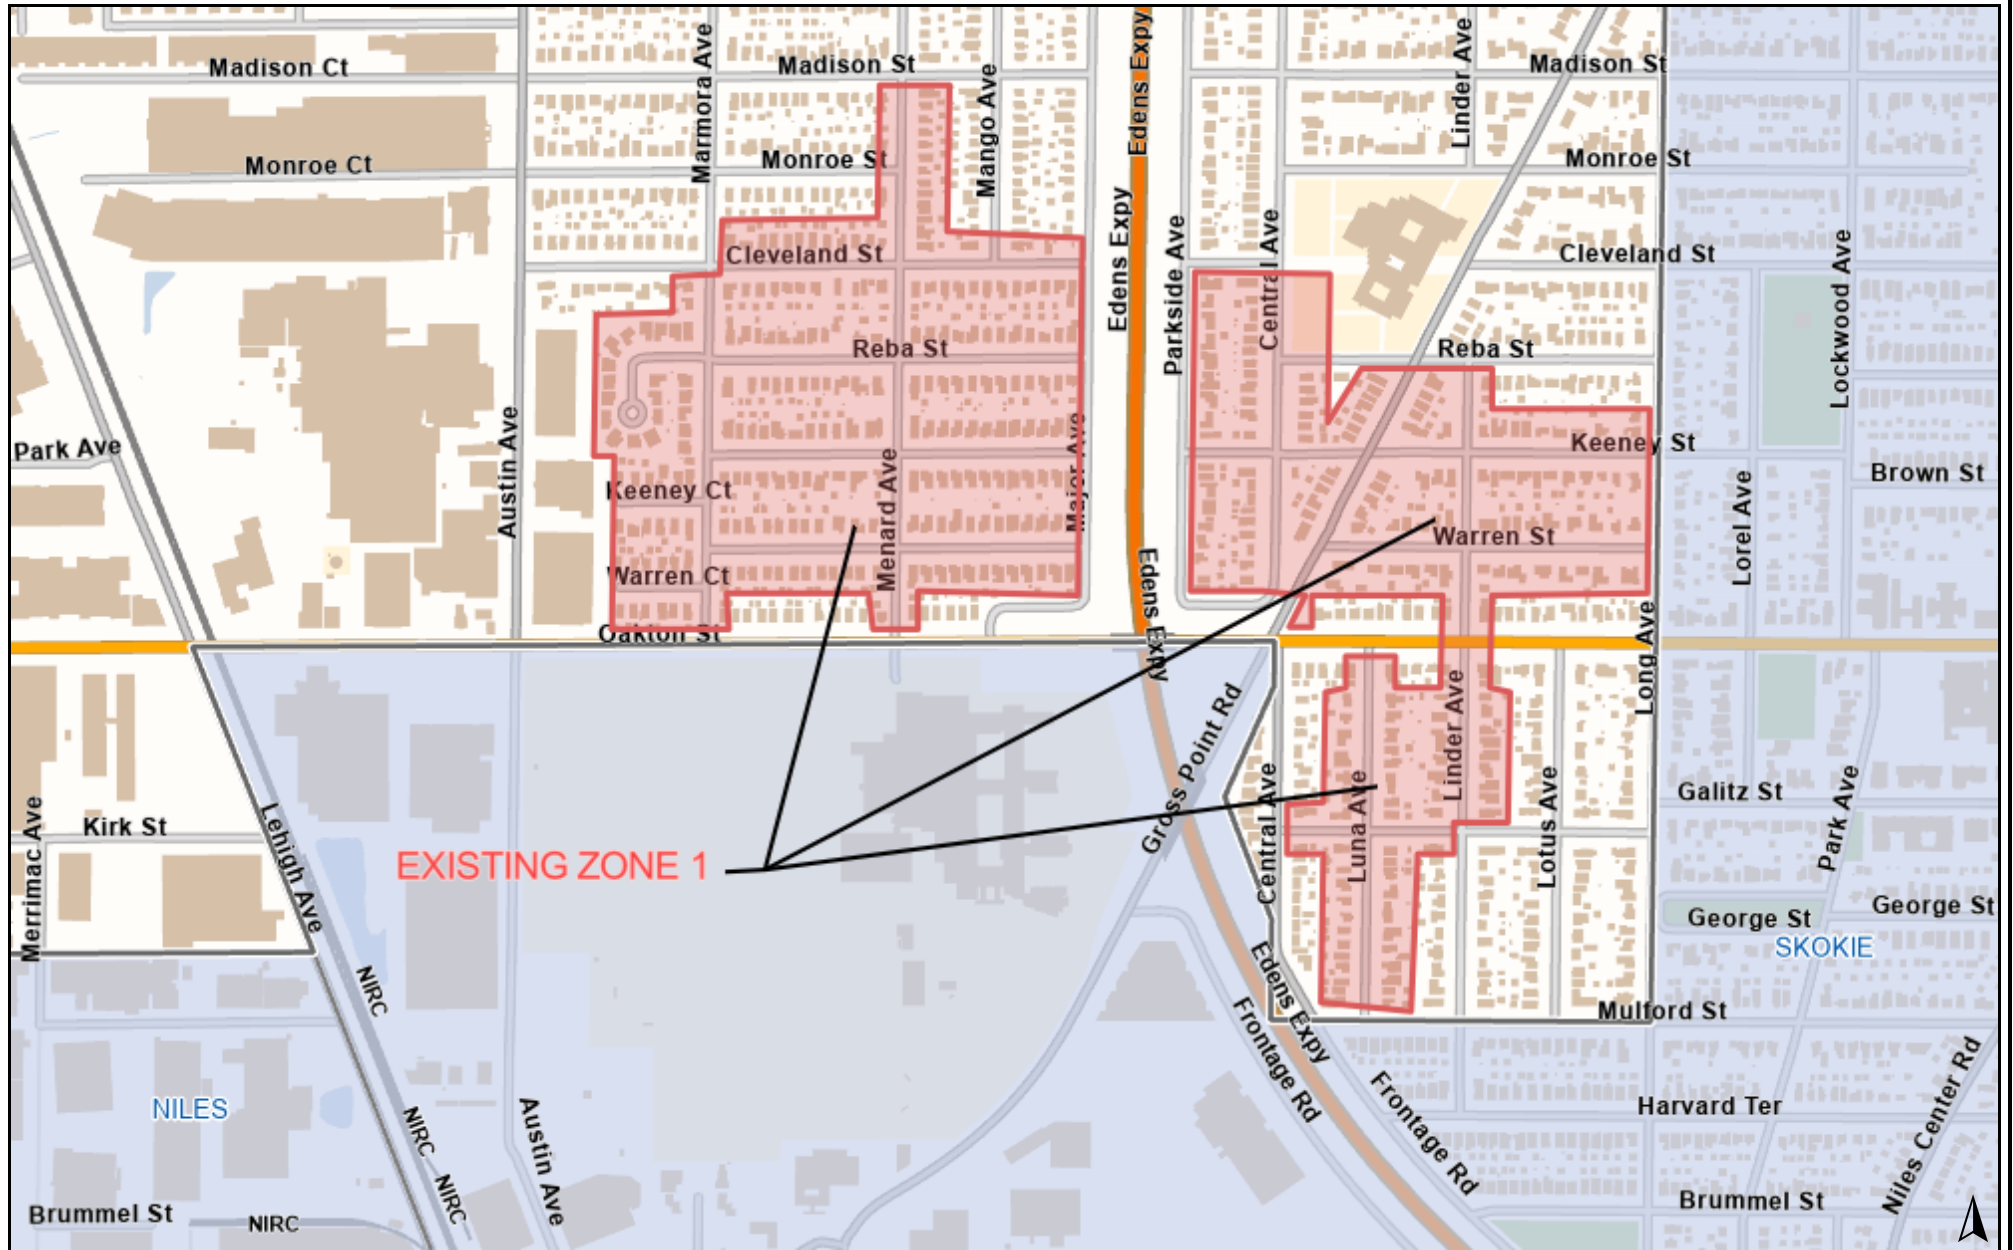 Madison Ct
Marmora Ave
Madison St
Mango Ave
Edens Expy
Linder Ave
Madison St
Monroe Ct
Monroe St
Monroe St
Edens Expy
Parkside Ave
Central Ave
Cleveland St
Cleveland St
Lockwood Ave
Reba St
Reba St
Park Ave
Austin Ave
Keeney Ct
Menard Ave
Major Ave
Keeney St
Brown St
Lorel Ave
Warren St
Warren Ct
Edens Expy
Oakton St
Long Ave
Gross Point Rd
Linder Ave
Merrimac Ave
Kirk St
Lehigh Ave
EXISTING ZONE 1
Central Ave
Luna Ave
Lotus Ave
Galitz St
Park Ave
George St
George St
SKOKIE
NIRC
Edens Expy
Frontage Rd
Mulford St
NILES
NIRC
Austin Ave
Frontage Rd
Harvard Ter
Niles Center Rd
NIRC
Brummel St
NIRC
Brummel St